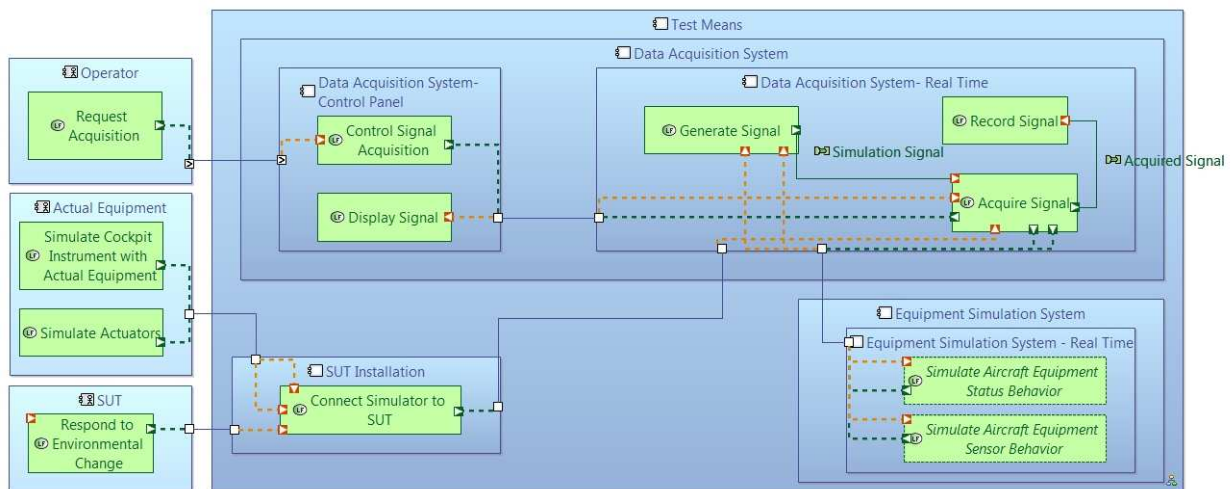 Test Means
Data Acquisition System
Operator
Request
Acquisition
Data Acquisition System-
Control Panel
Control Signal
Acquisition
Display Signal
Data Acquisition System- Real Time
Generate Signal
Record Signal
Simulation Signal
Acquired Signal
Acquire Signal
Actual Equipment
Simulate Cockpit
Instrument with
Actual Equipment
Simulate Actuators
SUT Installation
Connect Simulator to
SUT
SUT
Respond to
Environmental
Change
Equipment Simulation System
Equipment Simulation System - Real Time
Simulate Aircraft Equipment
Status Behavior
Simulate Aircraft Equipment
Sensor Behavior